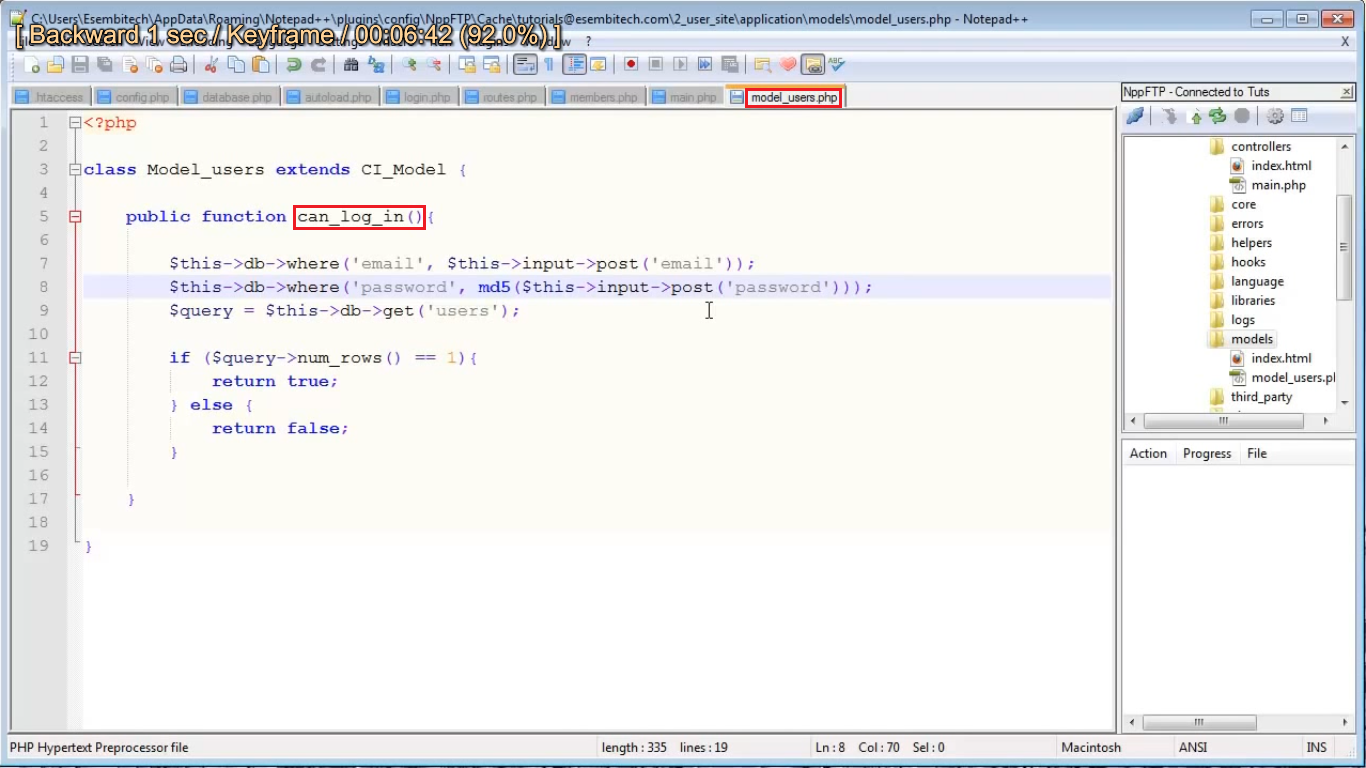 C:\Users\Esembitech\AppData\Roaming\Notepad++\plugins\config\NppFTP\Cache\tutorials@esembitech.com\2_user_site\application\models\model_users.php - Notepad++
[ Backward 1 sec / Keyframe / 00:06:42 (92.0%) ]
? X
.htaccess config.php database.php autoload.php login.php routes.php members.php main.php model_users.php
1 <?php
2
3 class Model_users extends CI_Model {
4
5 public function can_log_in(){
6
7 $this->db->where('email', $this->input->post('email'));
8 $this->db->where('password', md5($this->input->post('password')));
9 $query = $this->db->get('users');
10
11 if ($query->num_rows() == 1){
12 return true;
13 } else {
14 return false;
15 }
16
17 }
18
19 }
NppFTP - Connected to Tuts
controllers
index.html
main.php
core
errors
helpers
hooks
language
libraries
logs
models
index.html
model_users.pl
third_party
Action Progress File
PHP Hypertext Preprocessor file length : 335 lines : 19 Ln : 8 Col : 70 Sel : 0 Macintosh ANSI INS